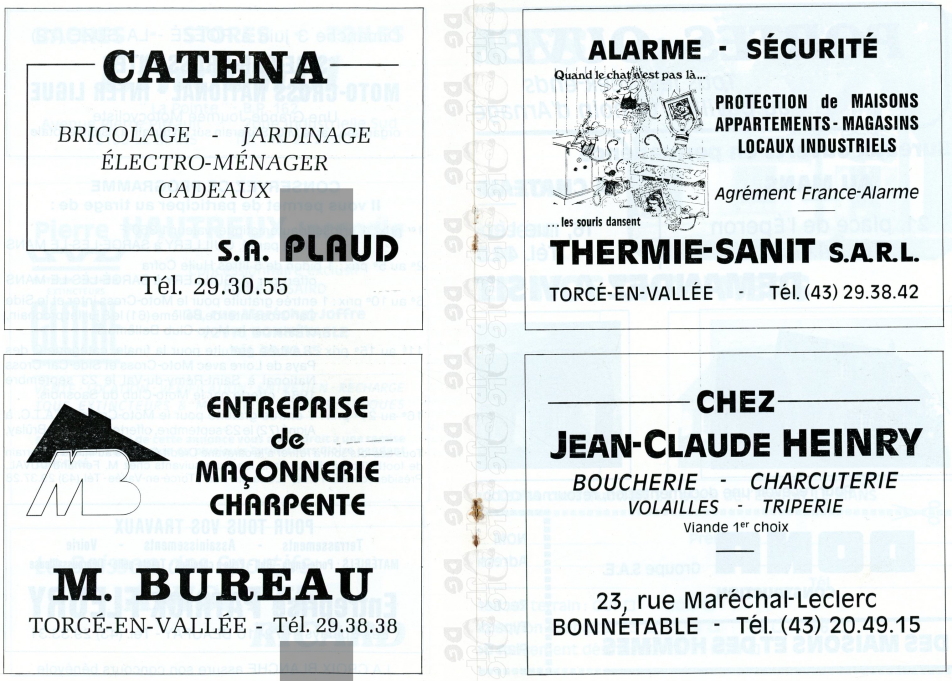 CATENA
BRICOLAGE - JARDINAGE
ÉLECTRO-MÉNAGER
CADEAUX
S.A. PLAUD
Tél. 29.30.55
MB
ENTREPRISE
de
MAÇONNERIE
CHARPENTE
M. BUREAU
TORCÉ-EN-VALLÉE - Tél. 29.38.38
ALARME - SÉCURITÉ
Quand le chat n'est pas là...
PROTECTION de MAISONS
APPARTEMENTS - MAGASINS
LOCAUX INDUSTRIELS
Agrément France-Alarme
...les souris dansent
THERMIE-SANIT S.A.R.L.
TORCÉ-EN-VALLÉE - Tél. (43) 29.38.42
CHEZ
JEAN-CLAUDE HEINRY
BOUCHERIE - CHARCUTERIE
VOLAILLES - TRIPERIE
Viande 1er choix
23, rue Maréchal-Leclerc
BONNÉTABLE - Tél. (43) 20.49.15